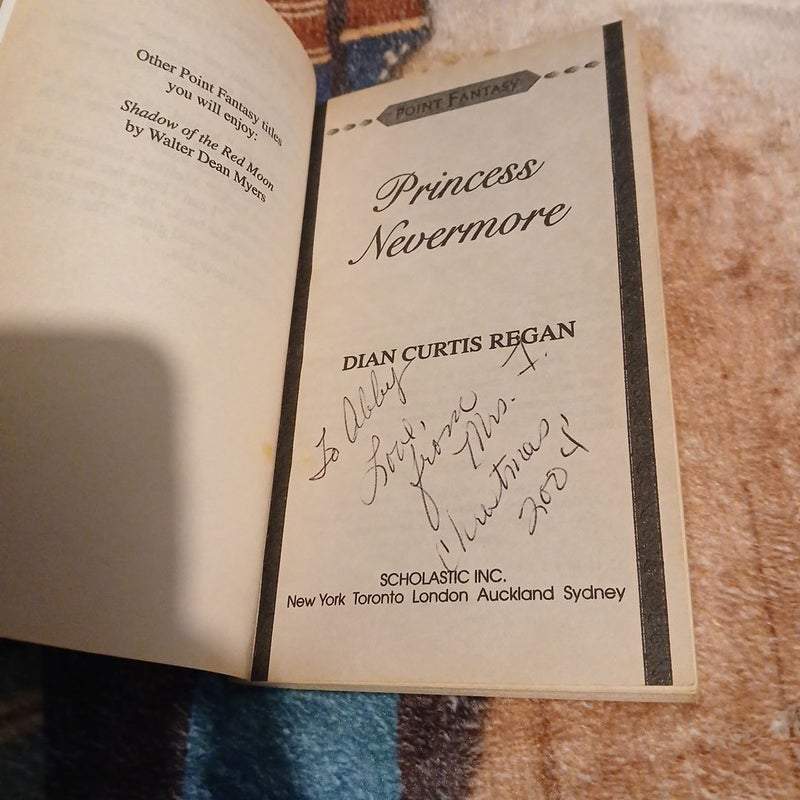 Other Point Fantasy titles
you will enjoy:
Shadow of the Red Moon
by Walter Dean Myers
POINT FANTASY
Princess
Nevermore
DIAN CURTIS REGAN
To Abby
Love,
from
Mrs. T.
Christmas,
2004
SCHOLASTIC INC.
New York Toronto London Auckland Sydney